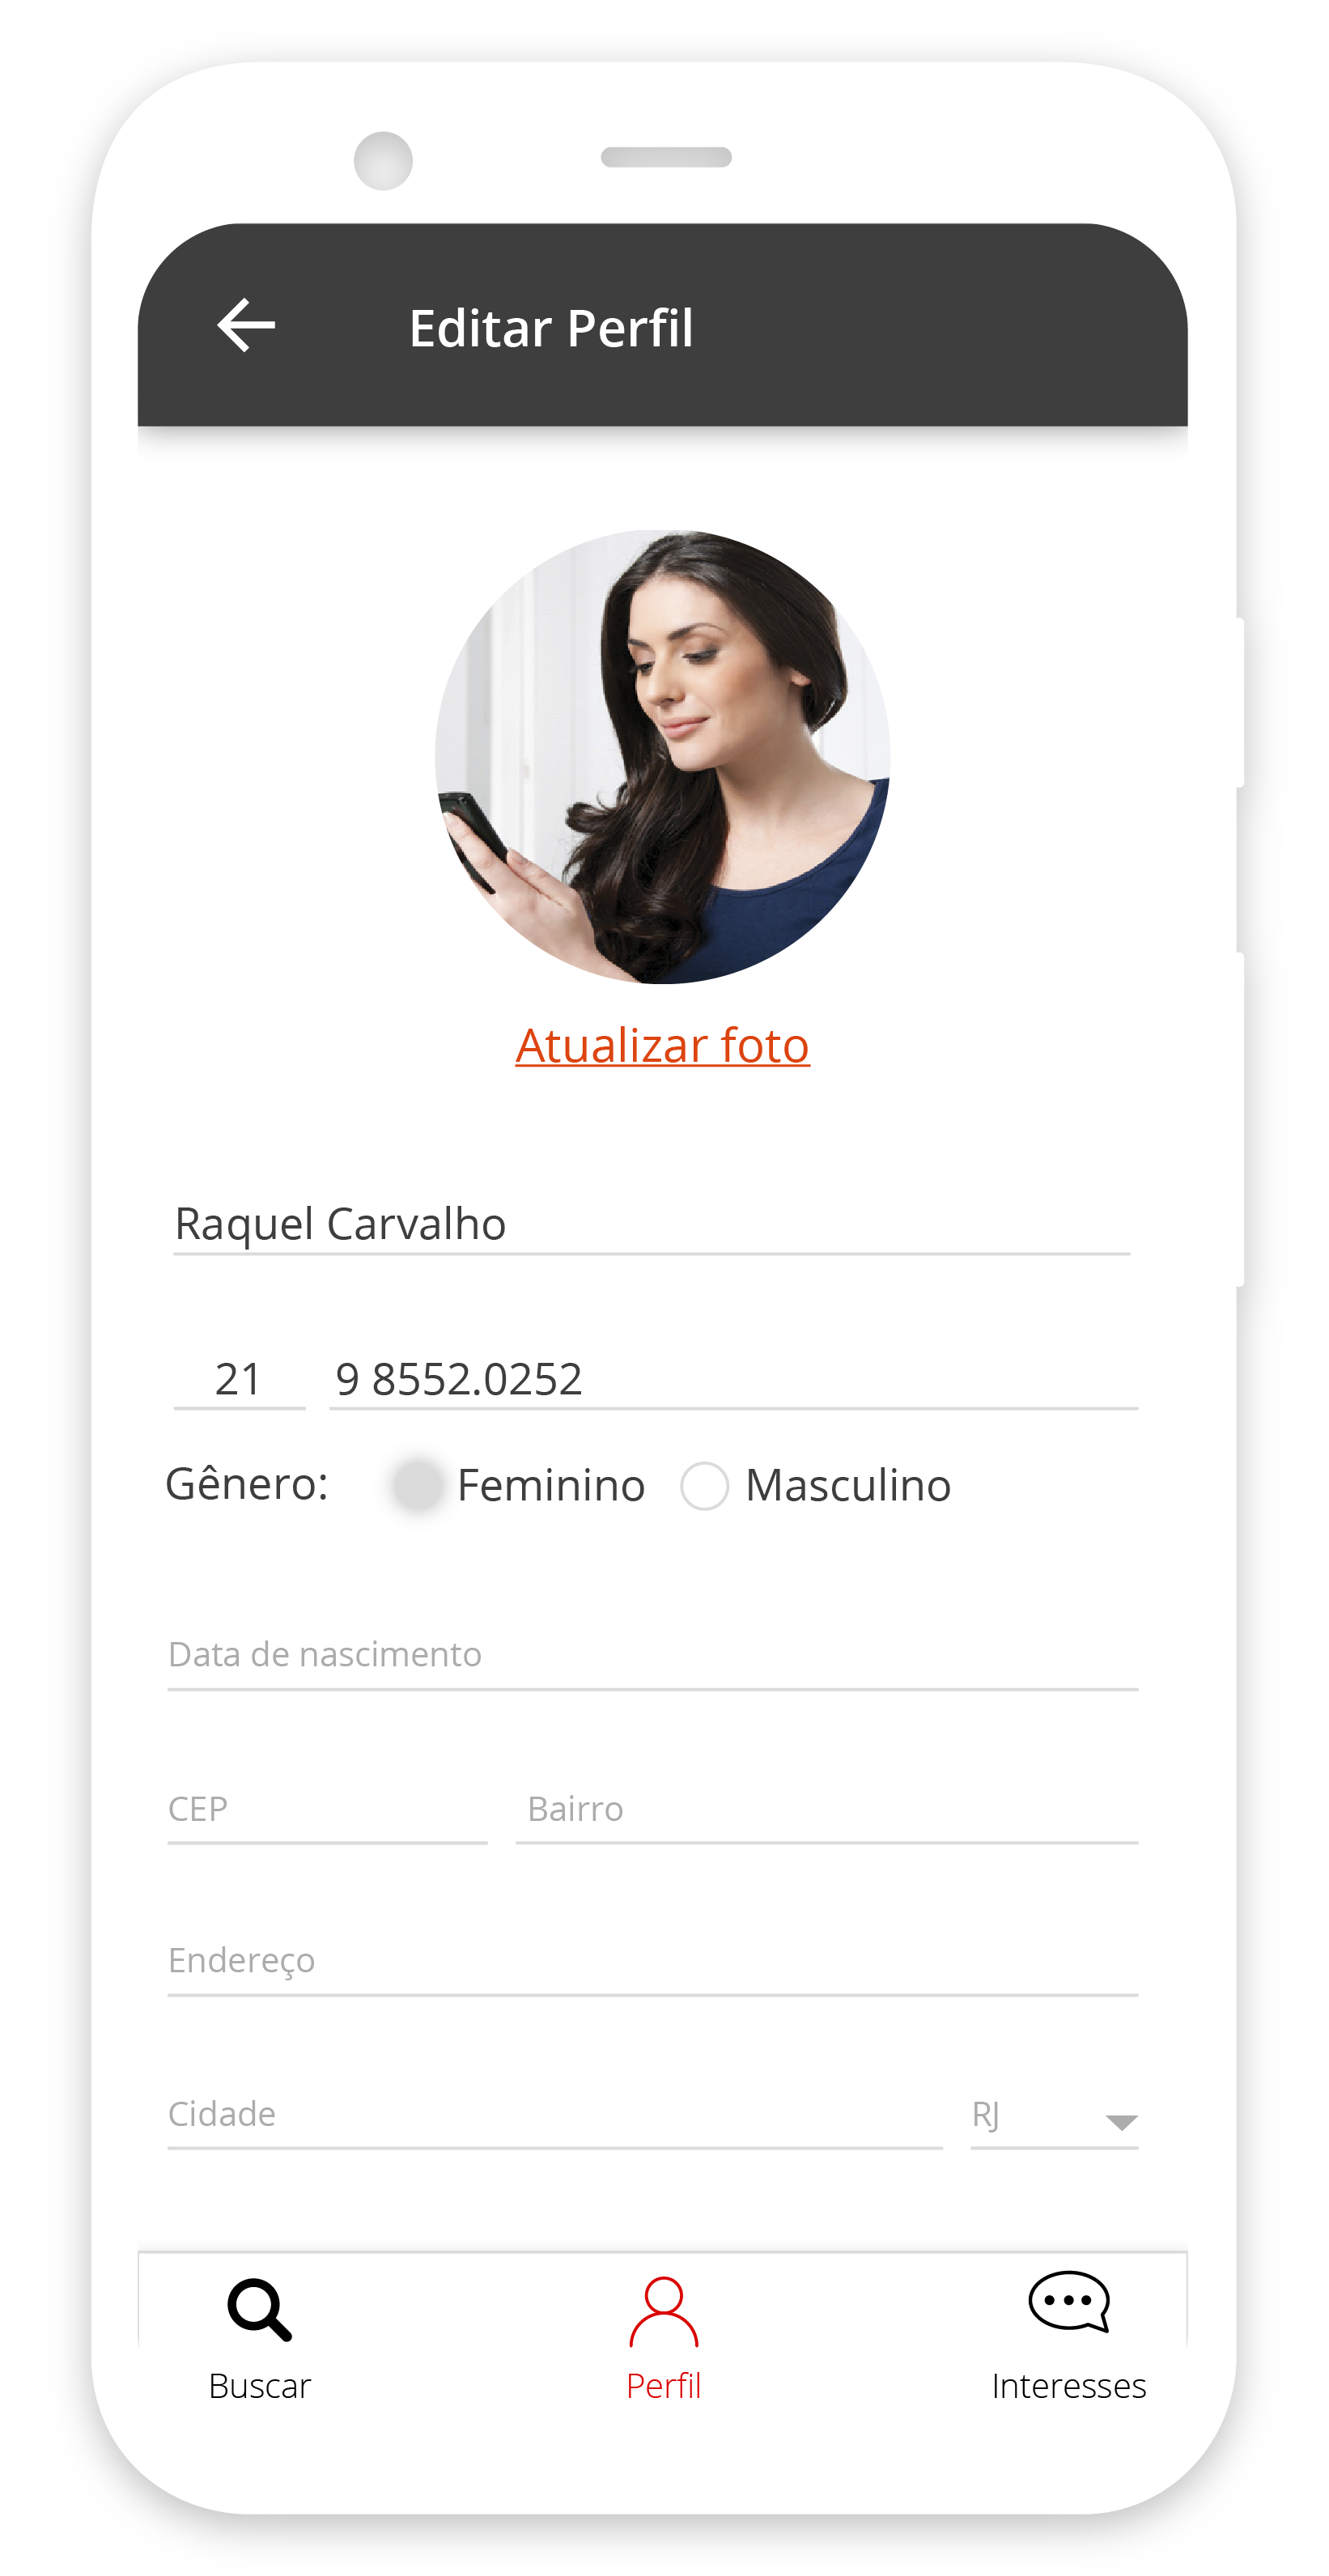 Editar Perfil
Atualizar foto
Raquel Carvalho
21 9 8552.0252
Gênero: Feminino Masculino
Data de nascimento
CEP Bairro
Endereço
Cidade RJ
Buscar Perfil Interesses